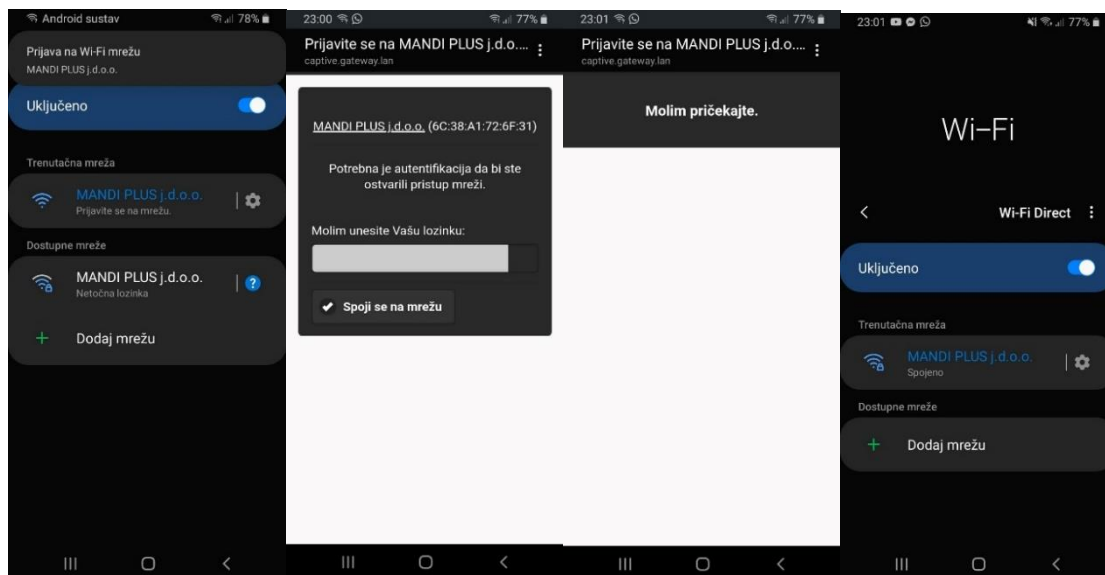 Android sustav 78%
Prijava na Wi-Fi mrežu
MANDI PLUS j.d.o.o.
Uključeno
Trenutačna mreža
MANDI PLUS j.d.o.o.
Prijavite se na mrežu.
Dostupne mreže
MANDI PLUS j.d.o.o.
Netočna lozinka
Dodaj mrežu
23:00 77%
Prijavite se na MANDI PLUS j.d.o....
captive.gateway.lan
MANDI PLUS j.d.o.o. (6C:38:A1:72:6F:31)
Potrebna je autentifikacija da bi ste
ostvarili pristup mreži.
Molim unesite Vašu lozinku:
Spoji se na mrežu
23:01 77%
Prijavite se na MANDI PLUS j.d.o....
captive.gateway.lan
Molim pričekajte.
23:01 77%
Wi-Fi
Wi-Fi Direct
Uključeno
Trenutačna mreža
MANDI PLUS j.d.o.o.
Spojeno
Dostupne mreže
Dodaj mrežu